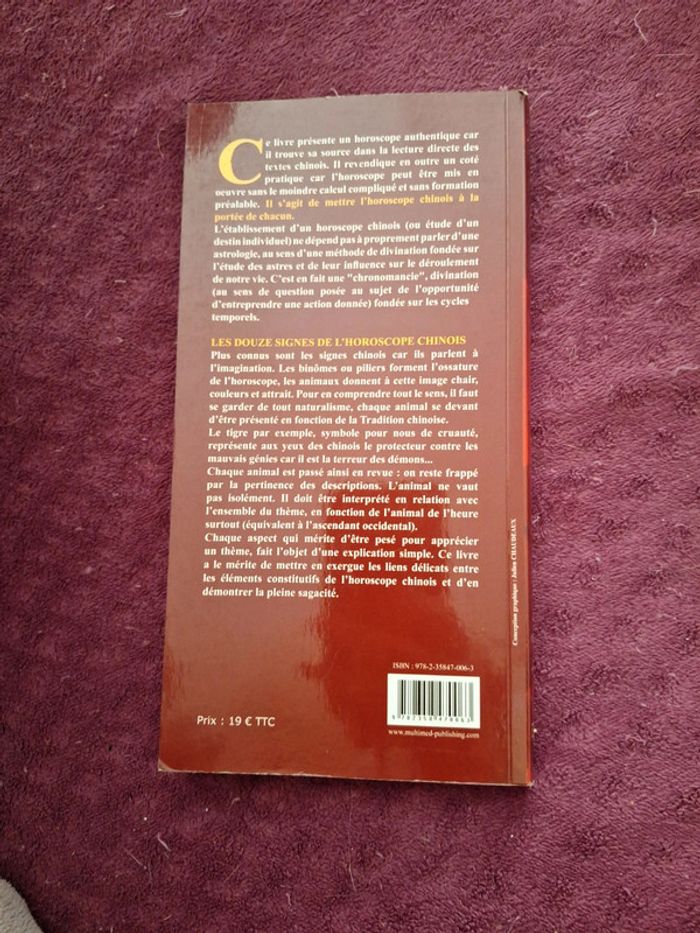 Ce livre présente un horoscope authentique car
il trouve sa source dans la lecture directe des
textes chinois. Il revendique en outre un coté
pratique car l'horoscope peut être mis en
oeuvre sans le moindre calcul compliqué et sans formation
préalable. Il s'agit de mettre l'horoscope chinois à la
portée de chacun.
L'établissement d'un horoscope chinois (ou étude d'un
destin individuel) ne dépend pas à proprement parler d'une
astrologie, au sens d'une méthode de divination fondée sur
l'étude des astres et de leur influence sur le déroulement
de notre vie. C'est en fait une "chronomancie", divination
(au sens de question posée au sujet de l'opportunité
d'entreprendre une action donnée) fondée sur les cycles
temporels.
LES DOUZE SIGNES DE L'HOROSCOPE CHINOIS
Plus connus sont les signes chinois car ils parlent à
l'imagination. Les binômes ou piliers forment l'ossature
de l'horoscope, les animaux donnent à cette image chair,
couleurs et attrait. Pour en comprendre tout le sens, il faut
se garder de tout naturalisme, chaque animal se devant
d'être présenté en fonction de la Tradition chinoise.
Le tigre par exemple, symbole pour nous de cruauté,
représente aux yeux des chinois le protecteur contre les
mauvais génies car il est la terreur des démons...
Chaque animal est passé ainsi en revue : on reste frappé
par la pertinence des descriptions. L'animal ne vaut
pas isolément. Il doit être interprété en relation avec
l'ensemble du thème, en fonction de l'animal de l'heure
surtout (équivalent à l'ascendant occidental).
Chaque aspect qui mérite d'être pesé pour apprécier
un thème, fait l'objet d'une explication simple. Ce livre
a le mérite de mettre en exergue les liens délicats entre
les éléments constitutifs de l'horoscope chinois et d'en
démontrer la pleine sagacité.
Conception graphique : Julien CHAUDEAUX
ISBN : 978-2-35847-006-3
9 782358 470063
www.multimed-publishing.com
Prix : 19 € TTC